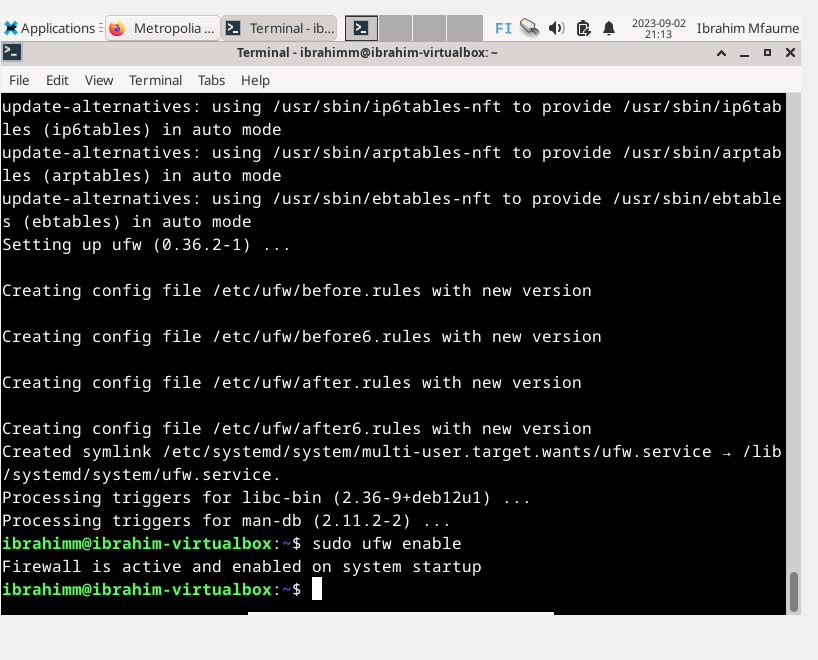 Applications
Metropolia ...
Terminal - ib...
FI
2023-09-02
21:13
Ibrahim Mfaume
Terminal - ibrahimm@ibrahim-virtualbox: ~
File Edit View Terminal Tabs Help
update-alternatives: using /usr/sbin/ip6tables-nft to provide /usr/sbin/ip6tab
les (ip6tables) in auto mode
update-alternatives: using /usr/sbin/arptables-nft to provide /usr/sbin/arptab
les (arptables) in auto mode
update-alternatives: using /usr/sbin/ebtables-nft to provide /usr/sbin/ebtable
s (ebtables) in auto mode
Setting up ufw (0.36.2-1) ...
Creating config file /etc/ufw/before.rules with new version
Creating config file /etc/ufw/before6.rules with new version
Creating config file /etc/ufw/after.rules with new version
Creating config file /etc/ufw/after6.rules with new version
Created symlink /etc/systemd/system/multi-user.target.wants/ufw.service → /lib
/systemd/system/ufw.service.
Processing triggers for libc-bin (2.36-9+deb12u1) ...
Processing triggers for man-db (2.11.2-2) ...
ibrahimm@ibrahim-virtualbox:~$ sudo ufw enable
Firewall is active and enabled on system startup
ibrahimm@ibrahim-virtualbox:~$